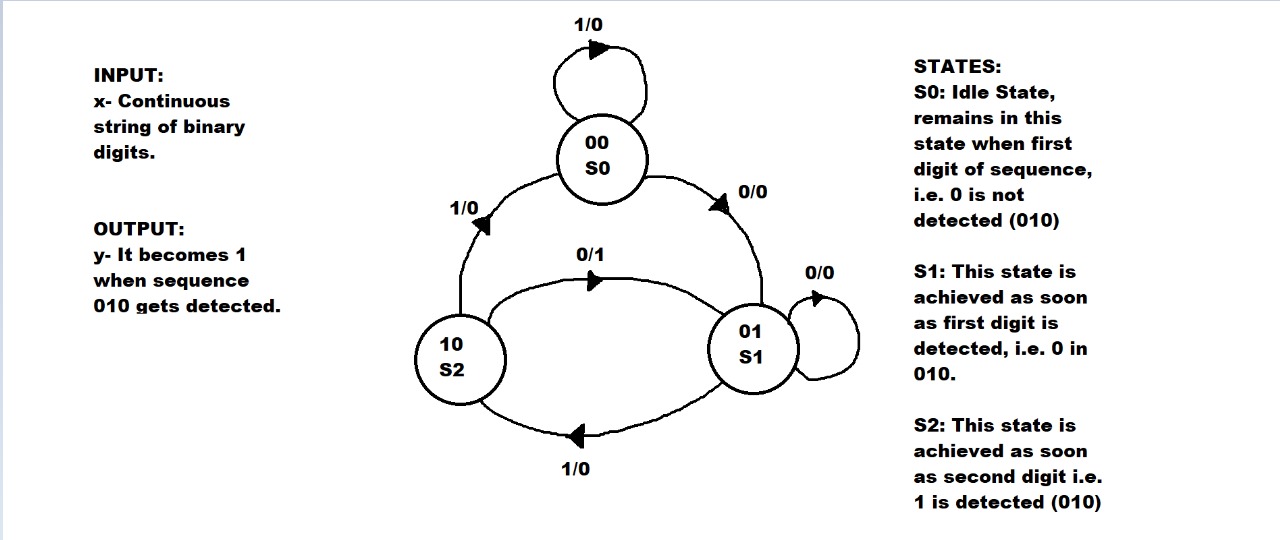 INPUT:
x- Continuous
string of binary
digits.
OUTPUT:
y- It becomes 1
when sequence
010 gets detected.
1/0
00
S0
1/0
0/0
0/1
0/0
10
S2
01
S1
1/0
STATES:
S0: Idle State,
remains in this
state when first
digit of sequence,
i.e. 0 is not
detected (010)
S1: This state is
achieved as soon
as first digit is
detected, i.e. 0 in
010.
S2: This state is
achieved as soon
as second digit i.e.
1 is detected (010)